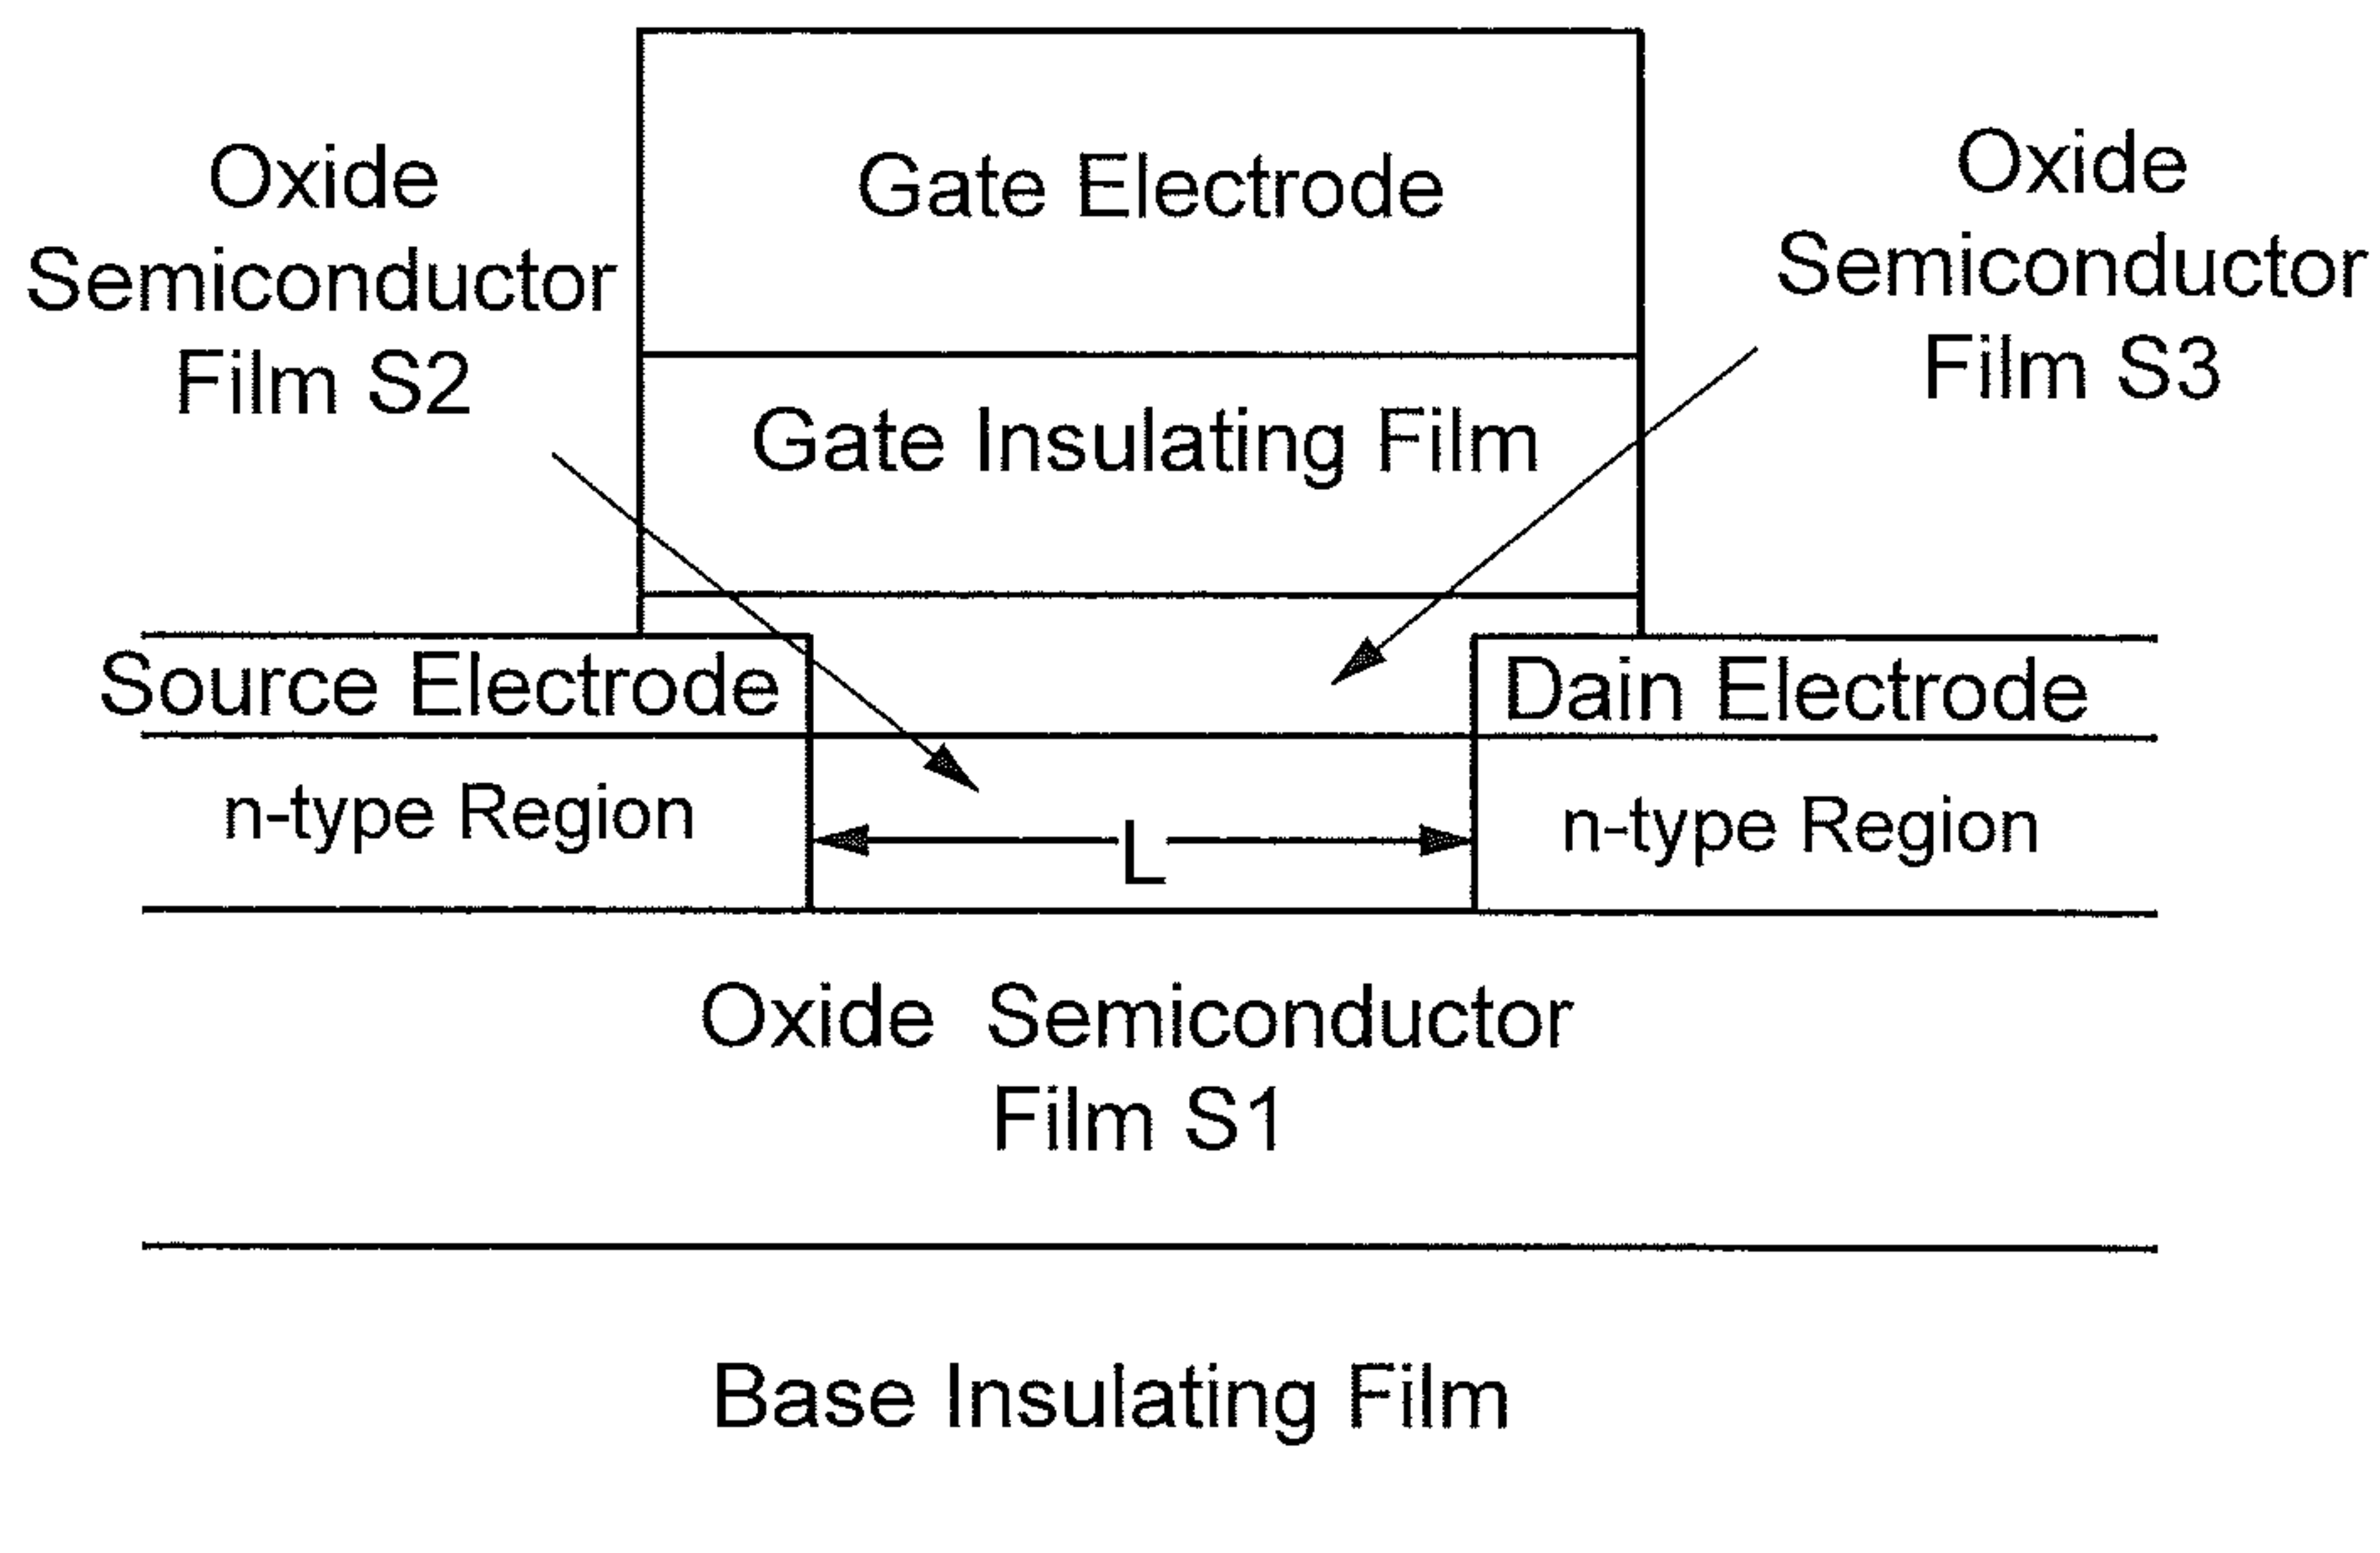 Oxide
Semiconductor
Film S2
Gate Electrode
Oxide
Semiconductor
Film S3
Gate Insulating Film
Source Electrode
Dain Electrode
n-type Region
L
n-type Region
Oxide Semiconductor
Film S1
Base Insulating Film